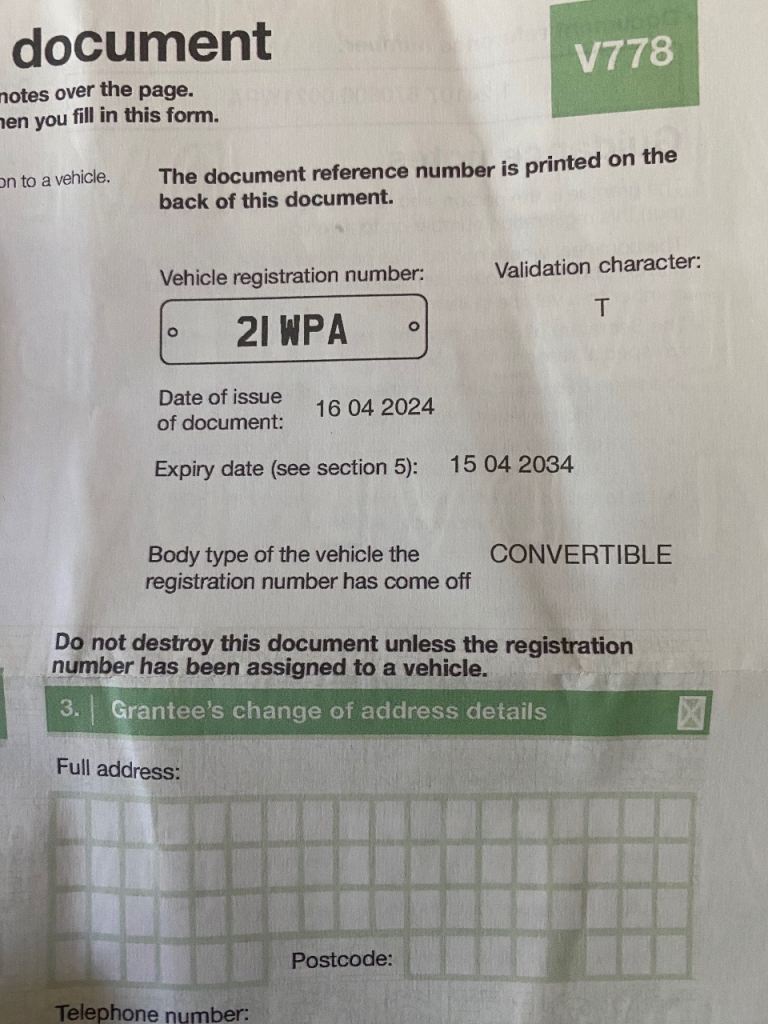 document
V778
notes over the page.
when you fill in this form.
on to a vehicle.
The document reference number is printed on the
back of this document.
Vehicle registration number:
Validation character:
21 WPA
T
Date of issue
of document:
16 04 2024
Expiry date (see section 5):
15 04 2034
Body type of the vehicle the
registration number has come off
CONVERTIBLE
Do not destroy this document unless the registration
number has been assigned to a vehicle.
3. Grantee's change of address details
Full address:
Postcode:
Telephone number: